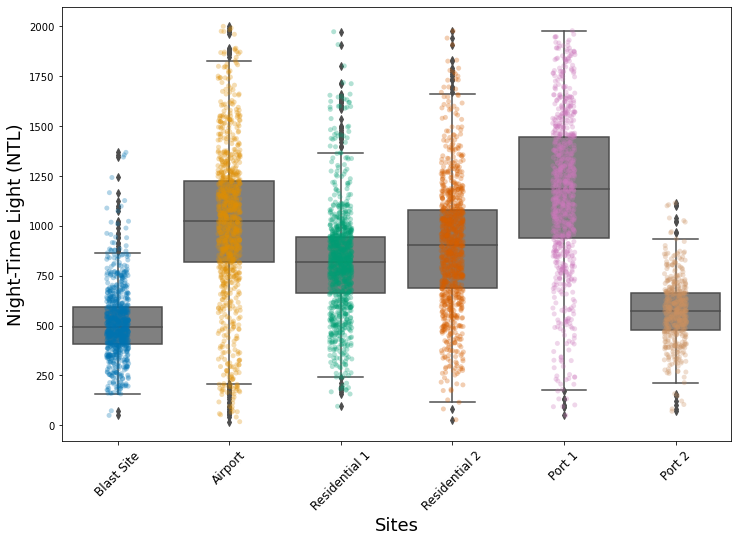 Night-Time Light (NTL)
2000
1750
1500
1250
1000
750
500
250
0
Blast Site
Airport
Residential 1
Residential 2
Port 1
Port 2
Sites